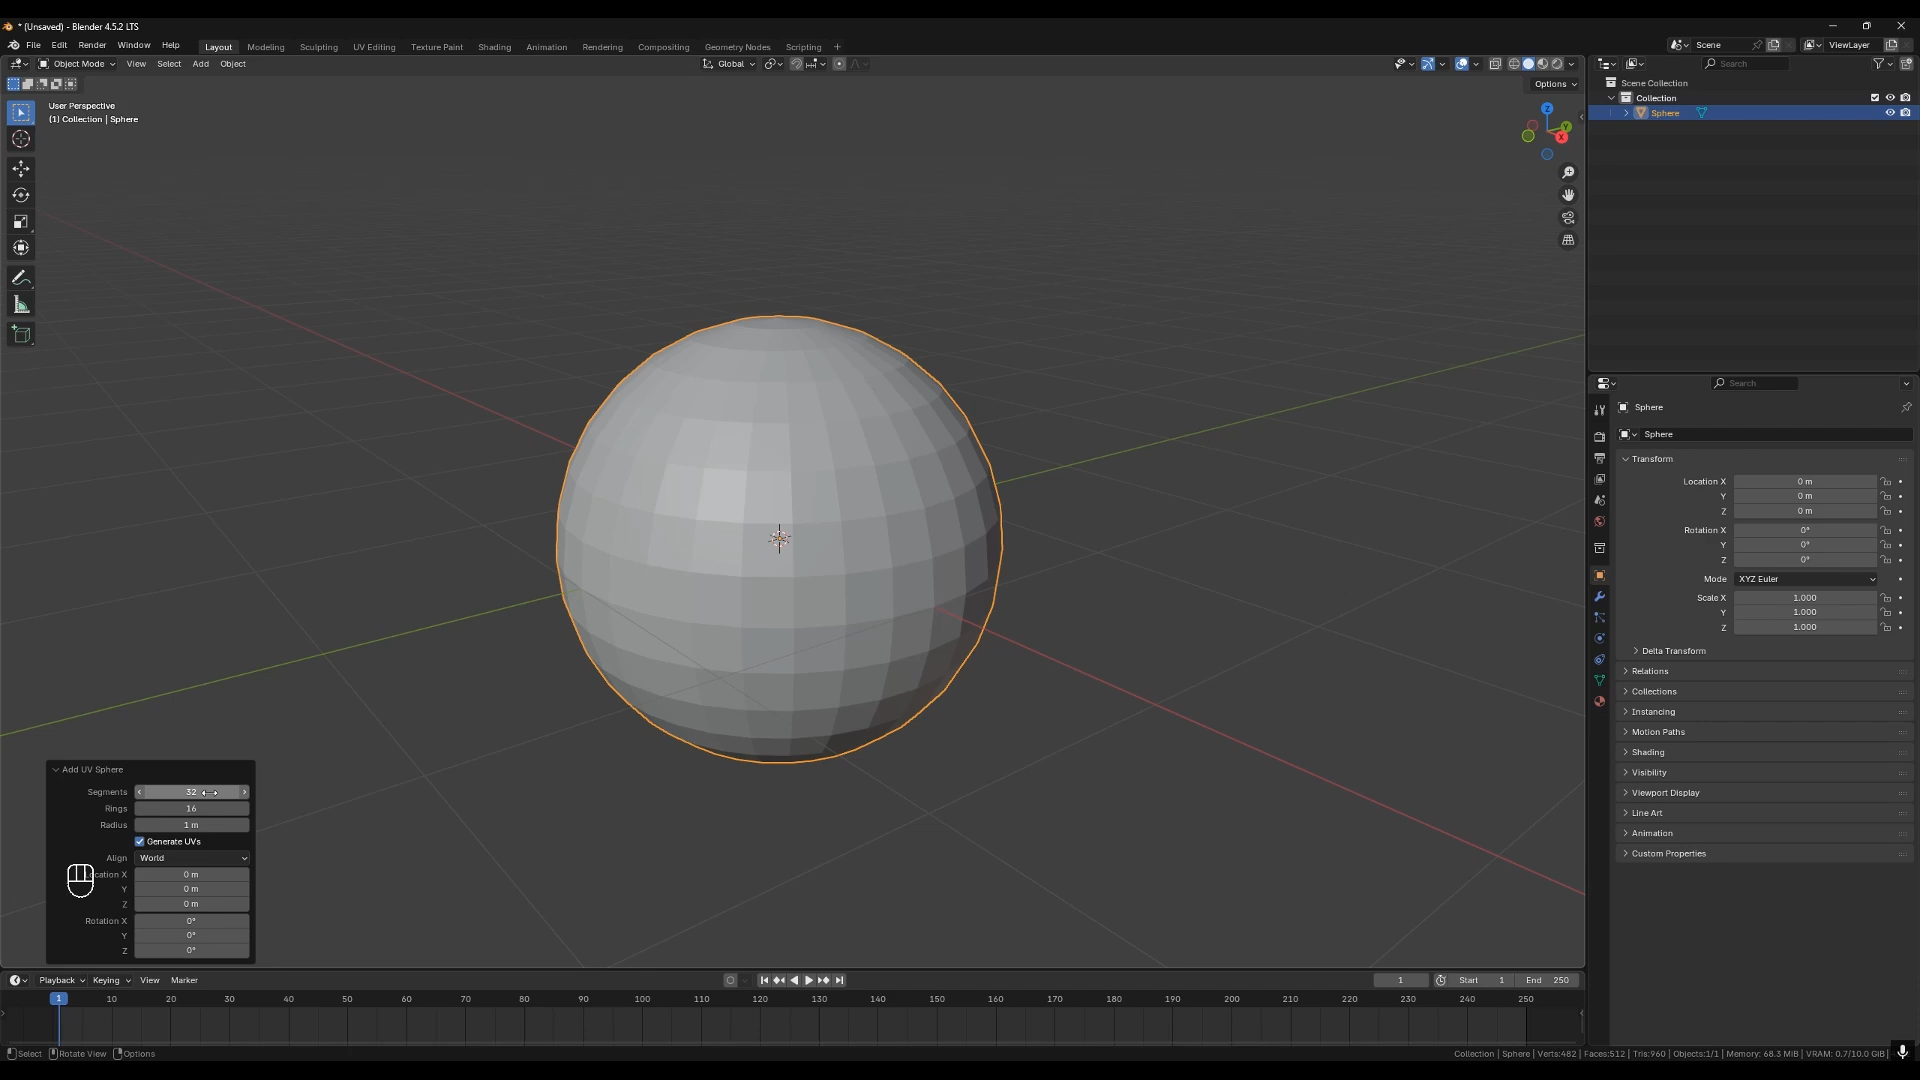 * (Unsaved) - Blender 4.5.2 LTS
File Edit Render Window Help Layout Modeling Sculpting UV Editing Texture Paint Shading Animation Rendering Compositing Geometry Nodes Scripting + Scene ViewLayer
Object Mode View Select Add Object Global Search
Options
User Perspective
(1) Collection | Sphere
Z
Y
X
Scene Collection
Collection
Sphere
Search
Sphere
Sphere
Transform
Location X 0 m
Y 0 m
Z 0 m
Rotation X 0°
Y 0°
Z 0°
Mode XYZ Euler
Scale X 1.000
Y 1.000
Z 1.000
Delta Transform
Relations
Collections
Instancing
Motion Paths
Shading
Visibility
Viewport Display
Line Art
Animation
Custom Properties
Add UV Sphere
Segments 32
Rings 16
Radius 1 m
Generate UVs
Align World
ocation X 0 m
Y 0 m
Z 0 m
Rotation X 0°
Y 0°
Z 0°
Playback Keying View Marker 1 Start 1 End 250
1 10 20 30 40 50 60 70 80 90 100 110 120 130 140 150 160 170 180 190 200 210 220 230 240 250
Select Rotate View Options Collection | Sphere | Verts:482 | Faces:512 | Tris:960 | Objects:1/1 | Memory: 68.3 MiB | VRAM: 0.7/10.0 GiB |